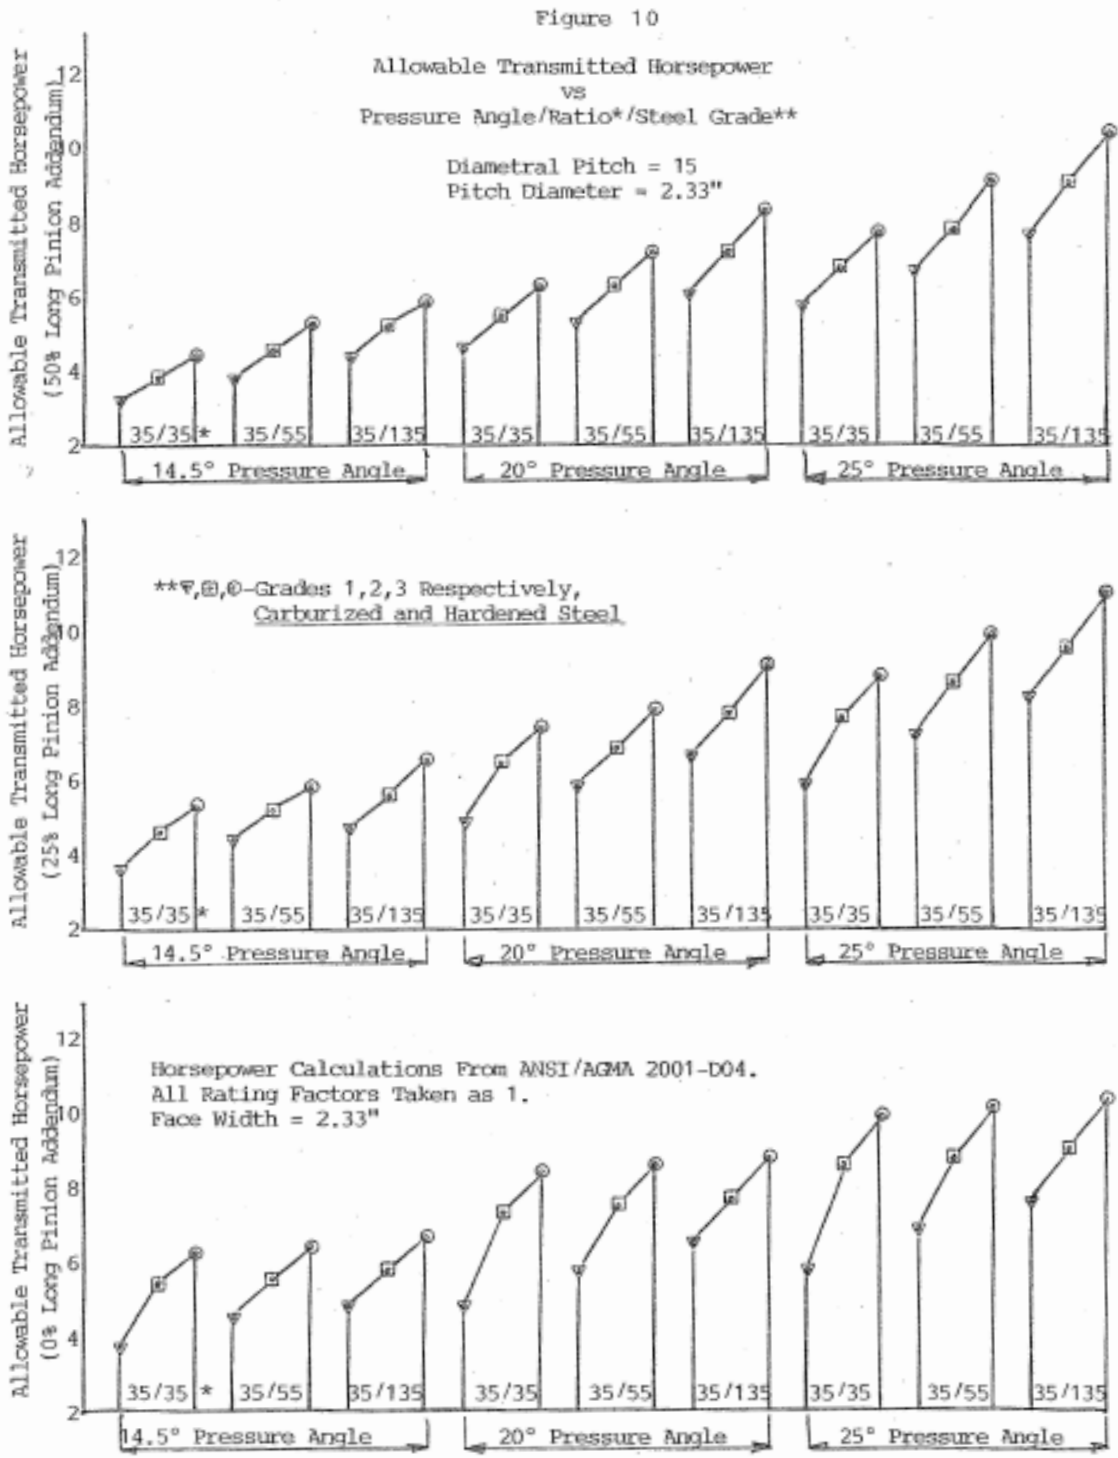 Figure 10
Allowable Transmitted Horsepower
vs
Pressure Angle/Ratio*/Steel Grade**
Diametral Pitch = 15
Pitch Diameter = 2.33"
Allowable Transmitted Horsepower
(50% Long Pinion Addendum)
12
10
8
6
4
2
35/35 * 35/55 35/135 35/35 35/55 35/135 35/35 35/55 35/135
14.5° Pressure Angle 20° Pressure Angle 25° Pressure Angle
Allowable Transmitted Horsepower
(25% Long Pinion Addendum)
12
10
8
6
4
2
**▽,⊡,⊙-Grades 1,2,3 Respectively,
Carburized and Hardened Steel
35/35 * 35/55 35/135 35/35 35/55 35/135 35/35 35/55 35/135
14.5° Pressure Angle 20° Pressure Angle 25° Pressure Angle
Allowable Transmitted Horsepower
(0% Long Pinion Addendum)
12
10
8
6
4
2
Horsepower Calculations From ANSI/AGMA 2001-D04.
All Rating Factors Taken as 1.
Face Width = 2.33"
35/35 * 35/55 35/135 35/35 35/55 35/135 35/35 35/55 35/135
14.5° Pressure Angle 20° Pressure Angle 25° Pressure Angle